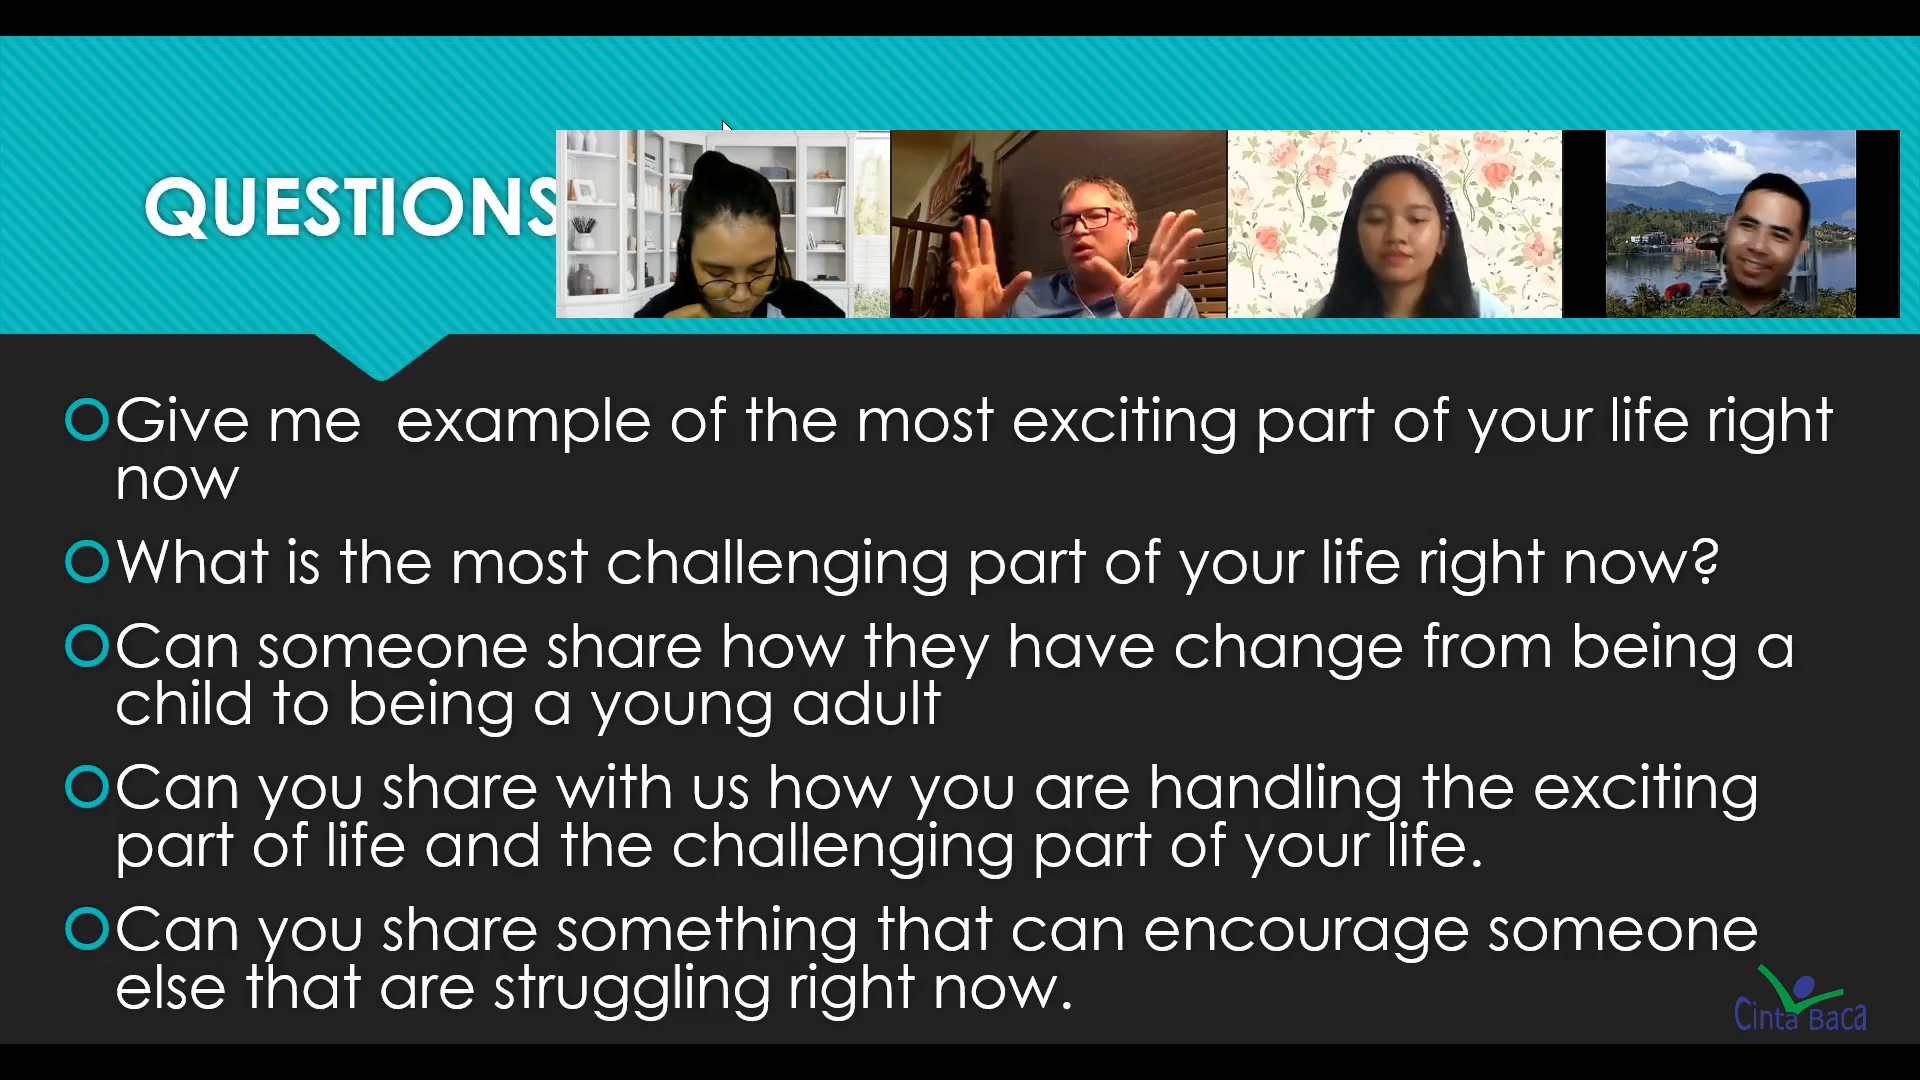 QUESTIONS
Give me example of the most exciting part of your life right
now
What is the most challenging part of your life right now?
Can someone share how they have change from being a
child to being a young adult
Can you share with us how you are handling the exciting
part of life and the challenging part of your life.
Can you share something that can encourage someone
else that are struggling right now.
Cinta Baca